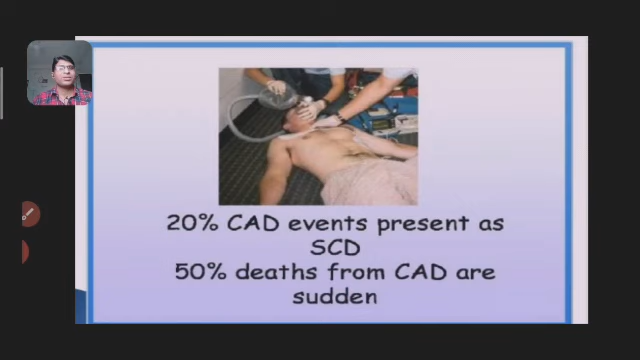 20% CAD events present as
SCD
50% deaths from CAD are
sudden